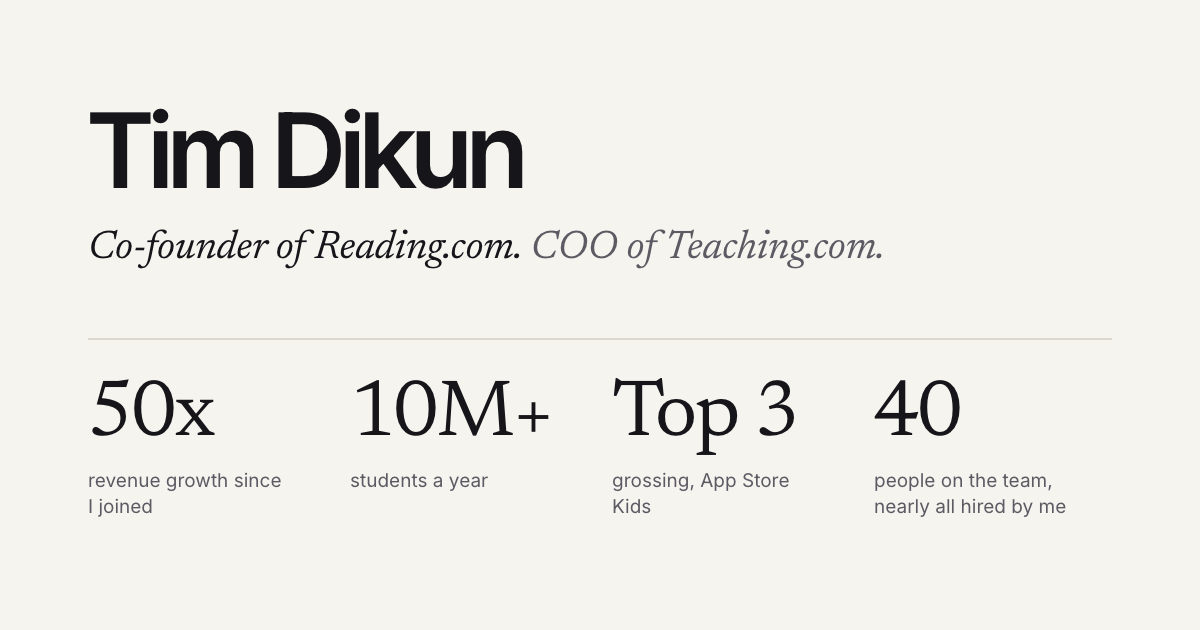 Tim Dikun
Co-founder of Reading.com. COO of Teaching.com.
50x
revenue growth since
I joined
10M+
students a year
Top 3
grossing, App Store
Kids
40
people on the team,
nearly all hired by me